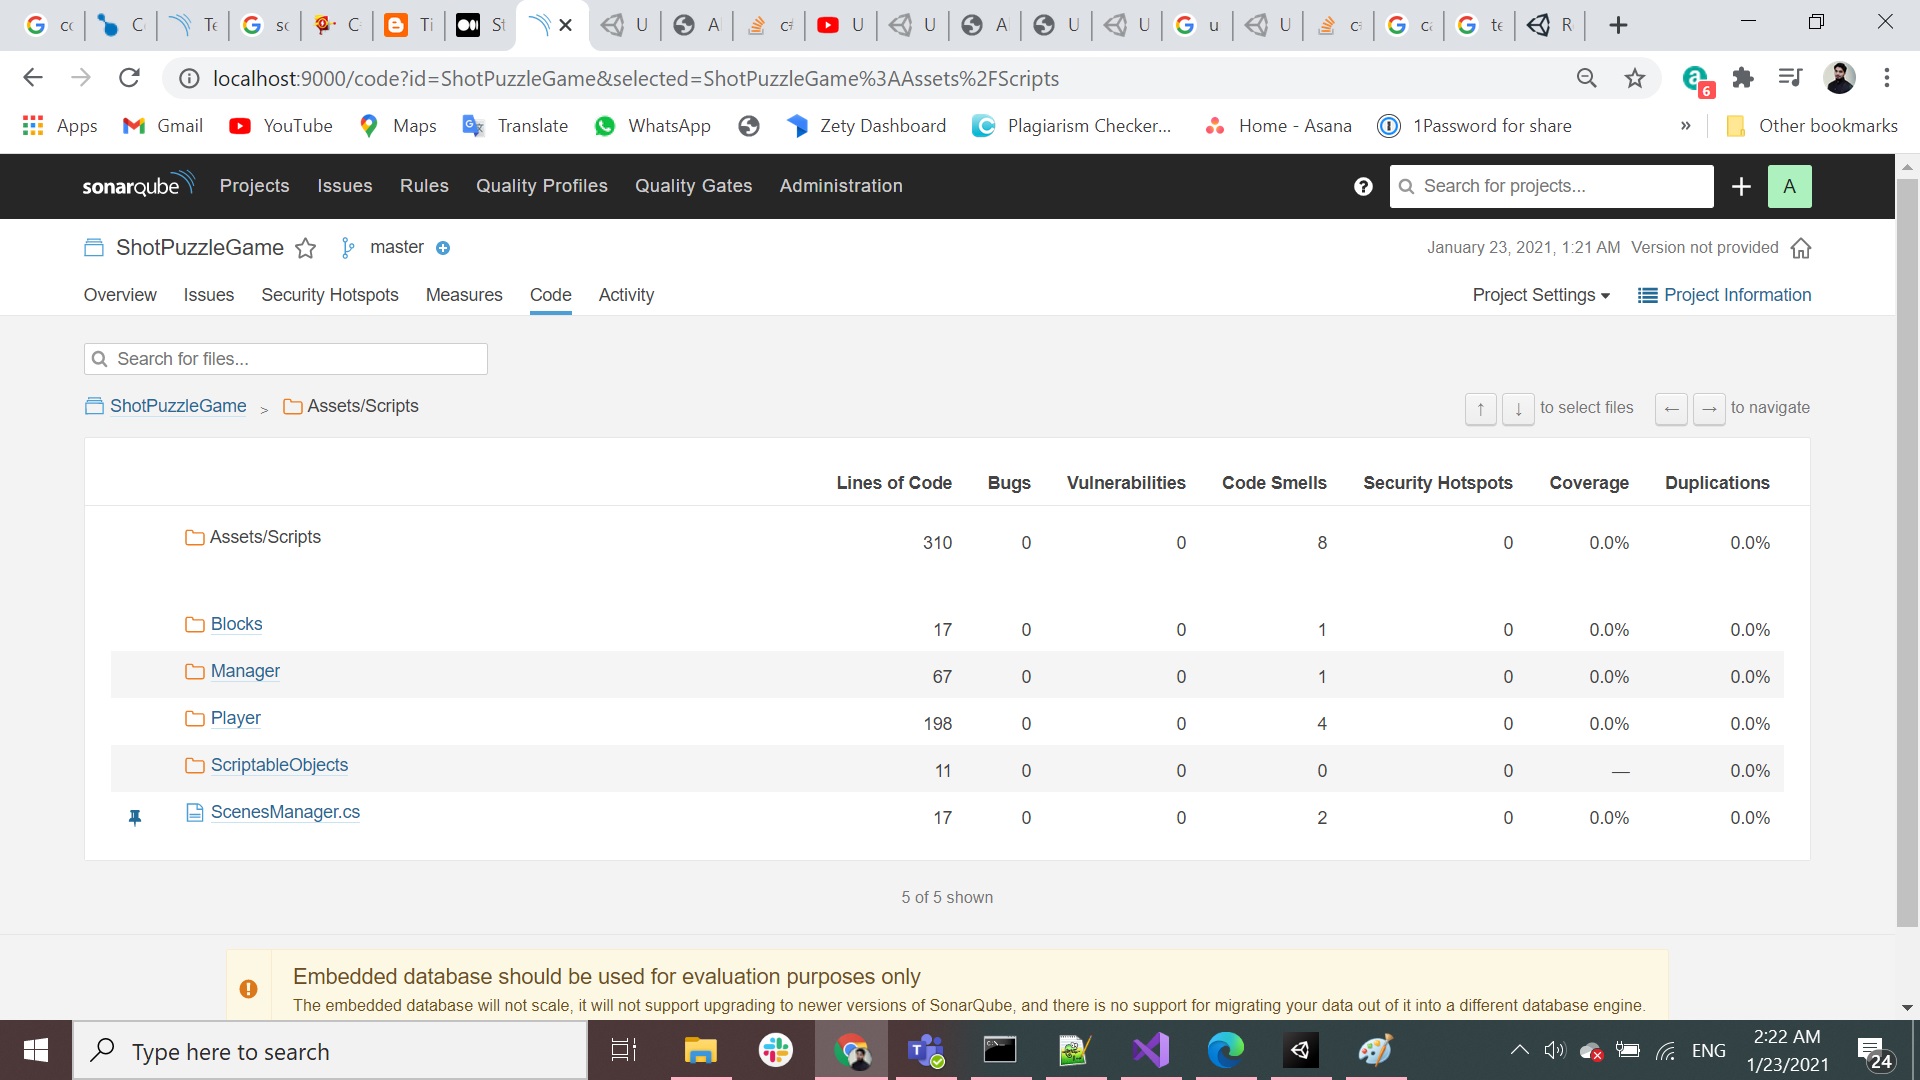 cc C Te sc C Ti St U A c# U U A U U u U c ca te R
localhost:9000/code?id=ShotPuzzleGame&selected=ShotPuzzleGame%3AAssets%2FScripts
6
Apps Gmail YouTube Maps Translate WhatsApp Zety Dashboard Plagiarism Checker... Home - Asana 1Password for share » Other bookmarks
sonarqube Projects Issues Rules Quality Profiles Quality Gates Administration Search for projects... A
ShotPuzzleGame master January 23, 2021, 1:21 AM Version not provided
Overview Issues Security Hotspots Measures Code Activity Project Settings Project Information
Search for files...
ShotPuzzleGame > Assets/Scripts ↑ ↓ to select files ← → to navigate
Lines of Code Bugs Vulnerabilities Code Smells Security Hotspots Coverage Duplications
Assets/Scripts 310 0 0 8 0 0.0% 0.0%
Blocks 17 0 0 1 0 0.0% 0.0%
Manager 67 0 0 1 0 0.0% 0.0%
Player 198 0 0 4 0 0.0% 0.0%
ScriptableObjects 11 0 0 0 0 — 0.0%
ScenesManager.cs 17 0 0 2 0 0.0% 0.0%
5 of 5 shown
Embedded database should be used for evaluation purposes only
The embedded database will not scale, it will not support upgrading to newer versions of SonarQube, and there is no support for migrating your data out of it into a different database engine.
Type here to search ENG 2:22 AM
1/23/2021 24